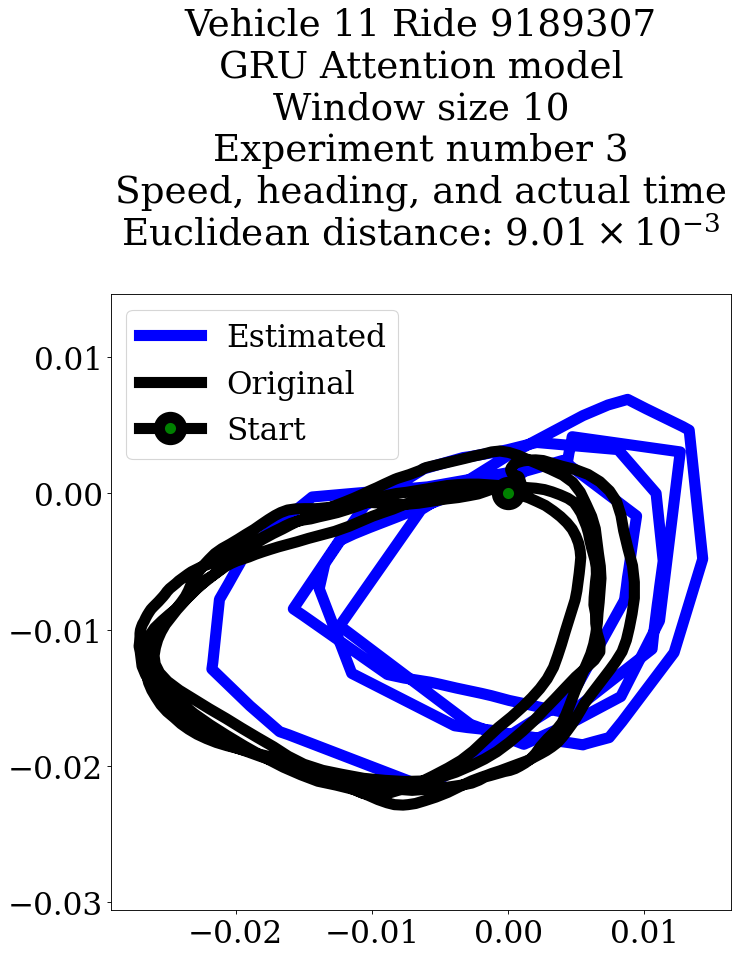 Vehicle 11 Ride 9189307
GRU Attention model
Window size 10
Experiment number 3
Speed, heading, and actual time
Euclidean distance: 9.01 × 10⁻³
Estimated
Original
Start
0.01
0.00
−0.01
−0.02
−0.03
−0.02
−0.01
0.00
0.01